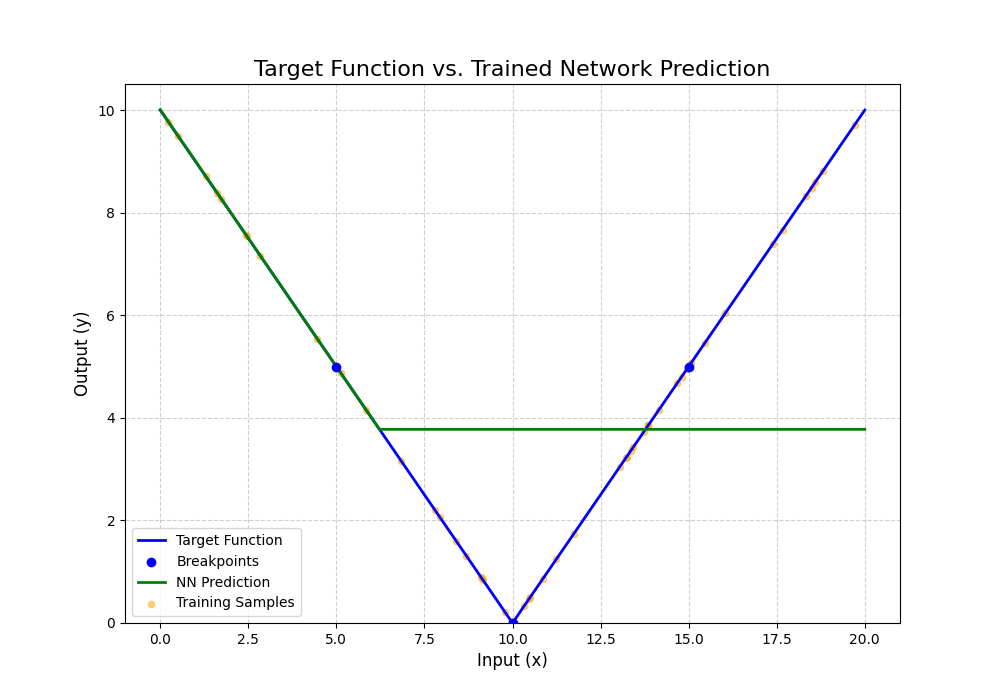 Target Function vs. Trained Network Prediction
10
8
6
4
2
0
Output (y)
Target Function
Breakpoints
NN Prediction
Training Samples
0.0 2.5 5.0 7.5 10.0 12.5 15.0 17.5 20.0
Input (x)